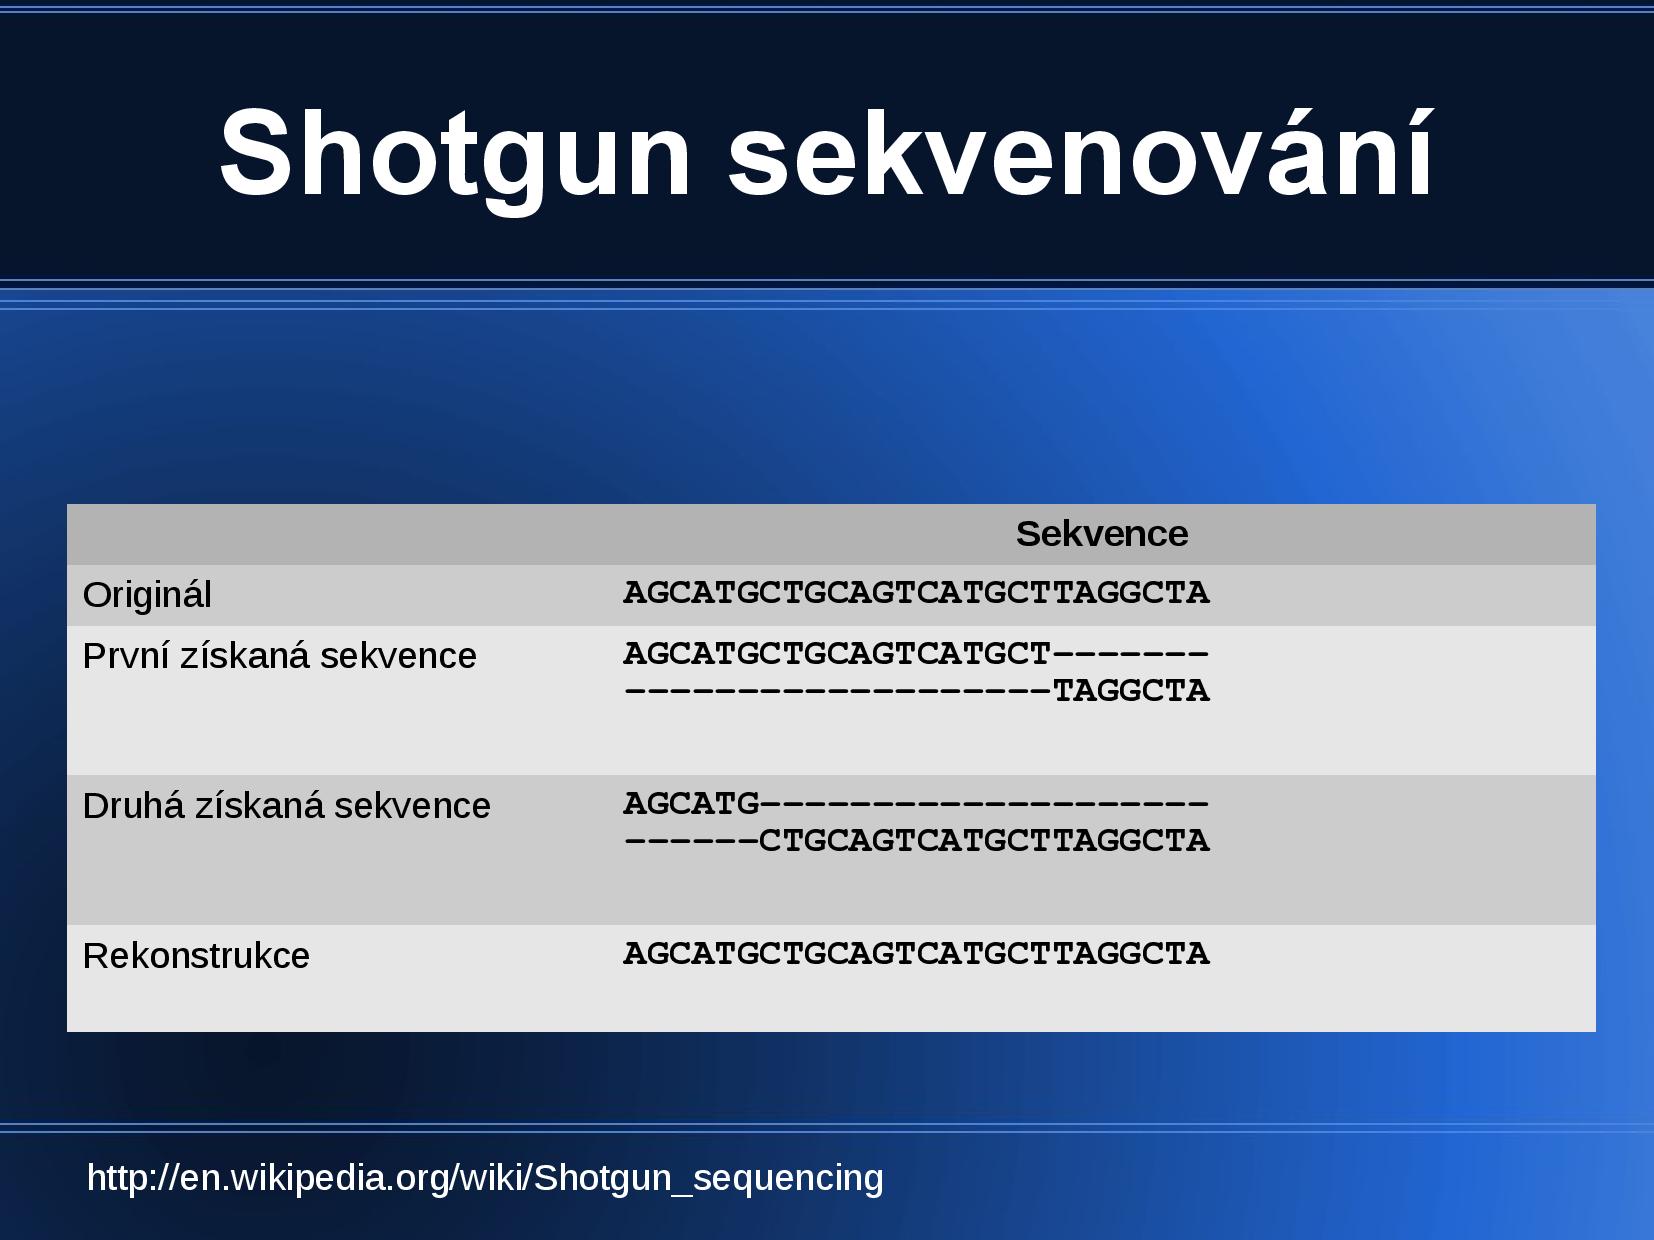 Shotgun sekvenování
Sekvence
Originál AGCATGCTGCAGTCATGCTTAGGCTA
První získaná sekvence AGCATGCTGCAGTCATGCT-------
-------------------TAGGCTA
Druhá získaná sekvence AGCATG--------------------
------CTGCAGTCATGCTTAGGCTA
Rekonstrukce AGCATGCTGCAGTCATGCTTAGGCTA
http://en.wikipedia.org/wiki/Shotgun_sequencing